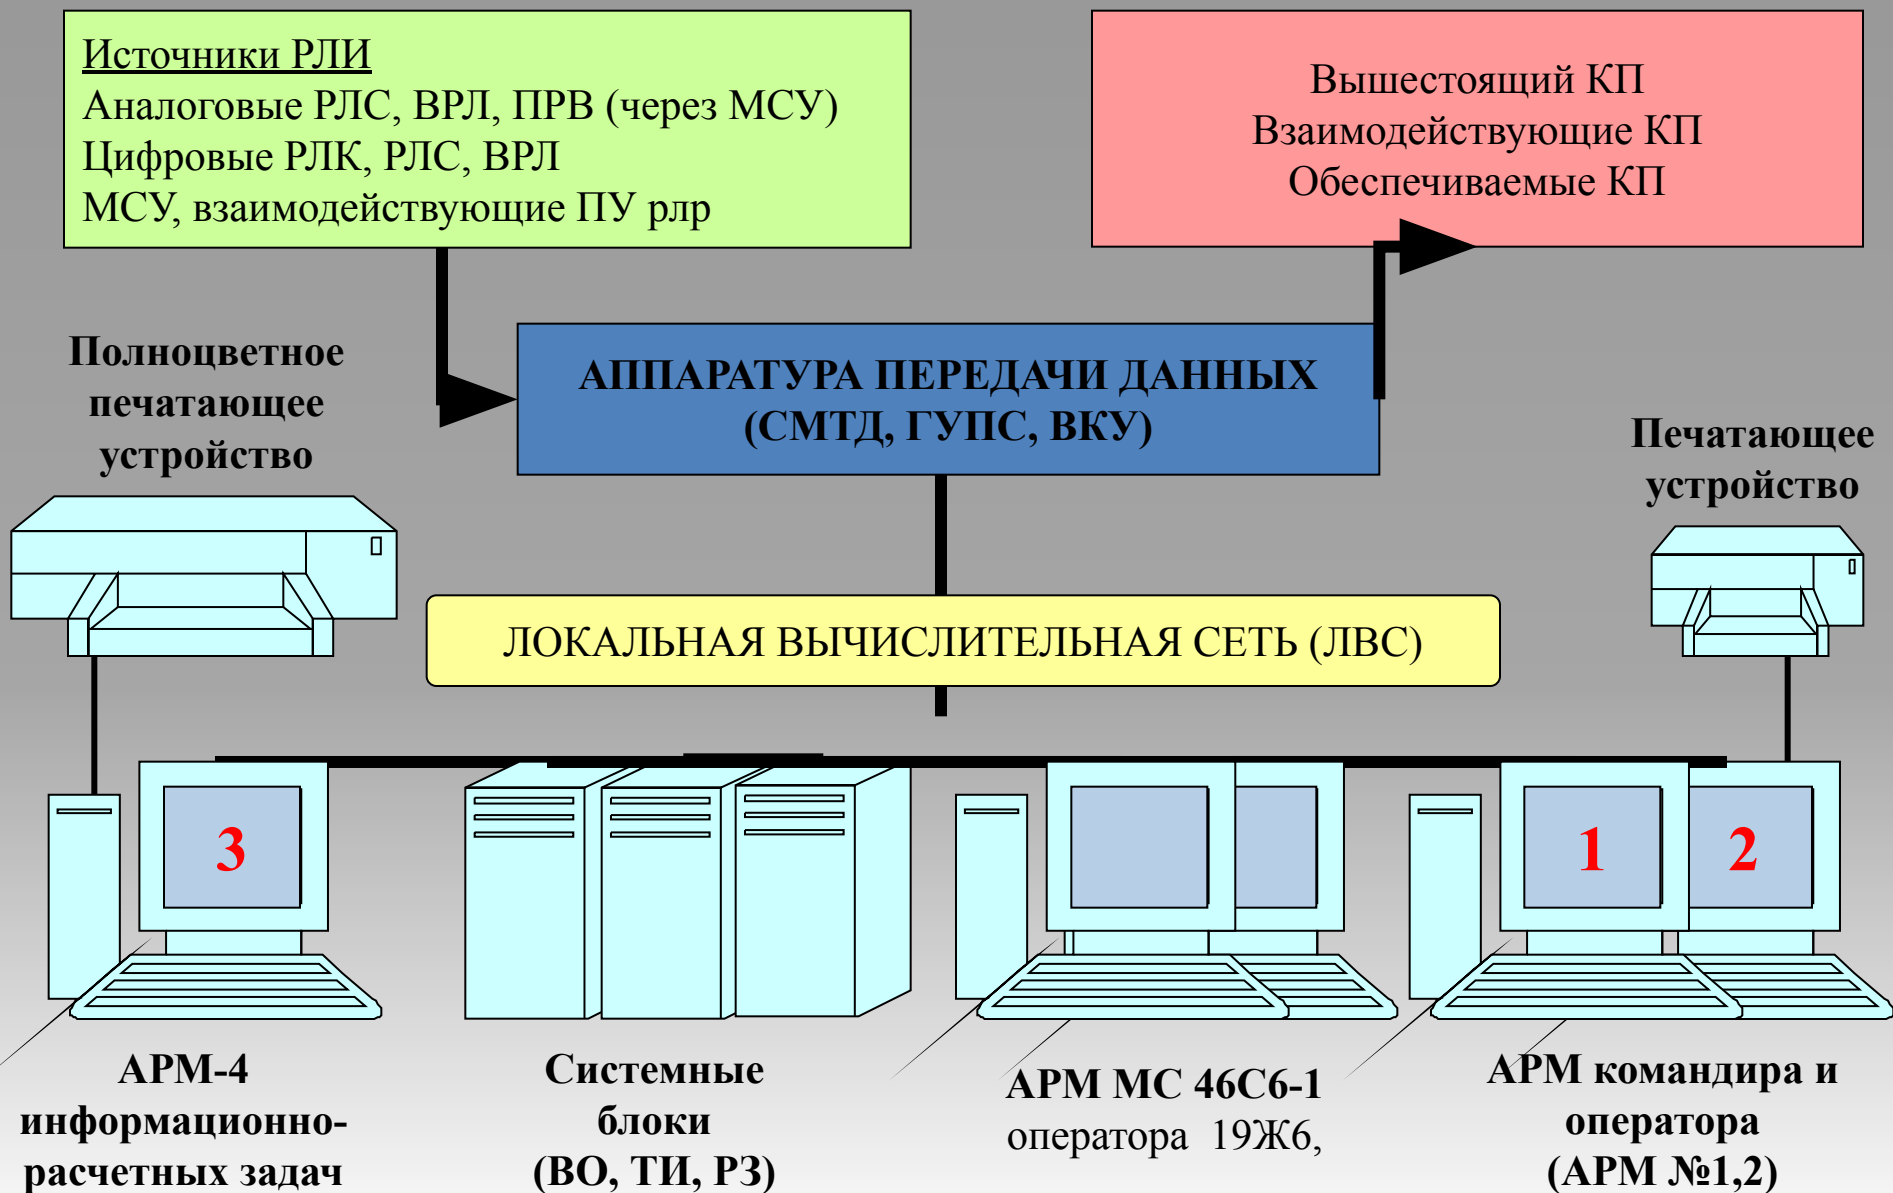 Источники РЛИ
Аналоговые РЛС, ВРЛ, ПРВ (через МСУ)
Цифровые РЛК, РЛС, ВРЛ
МСУ, взаимодействующие ПУ рлр
Вышестоящий КП
Взаимодействующие КП
Обеспечиваемые КП
Полноцветное
печатающее
устройство
АППАРАТУРА ПЕРЕДАЧИ ДАННЫХ
(СМТД, ГУПС, ВКУ)
Печатающее
устройство
ЛОКАЛЬНАЯ ВЫЧИСЛИТЕЛЬНАЯ СЕТЬ (ЛВС)
3
1
2
АРМ-4
информационно-
расчетных задач
Системные
блоки
(ВО, ТИ, РЗ)
АРМ МС 46С6-1
оператора 19Ж6,
АРМ командира и
оператора
(АРМ №1,2)